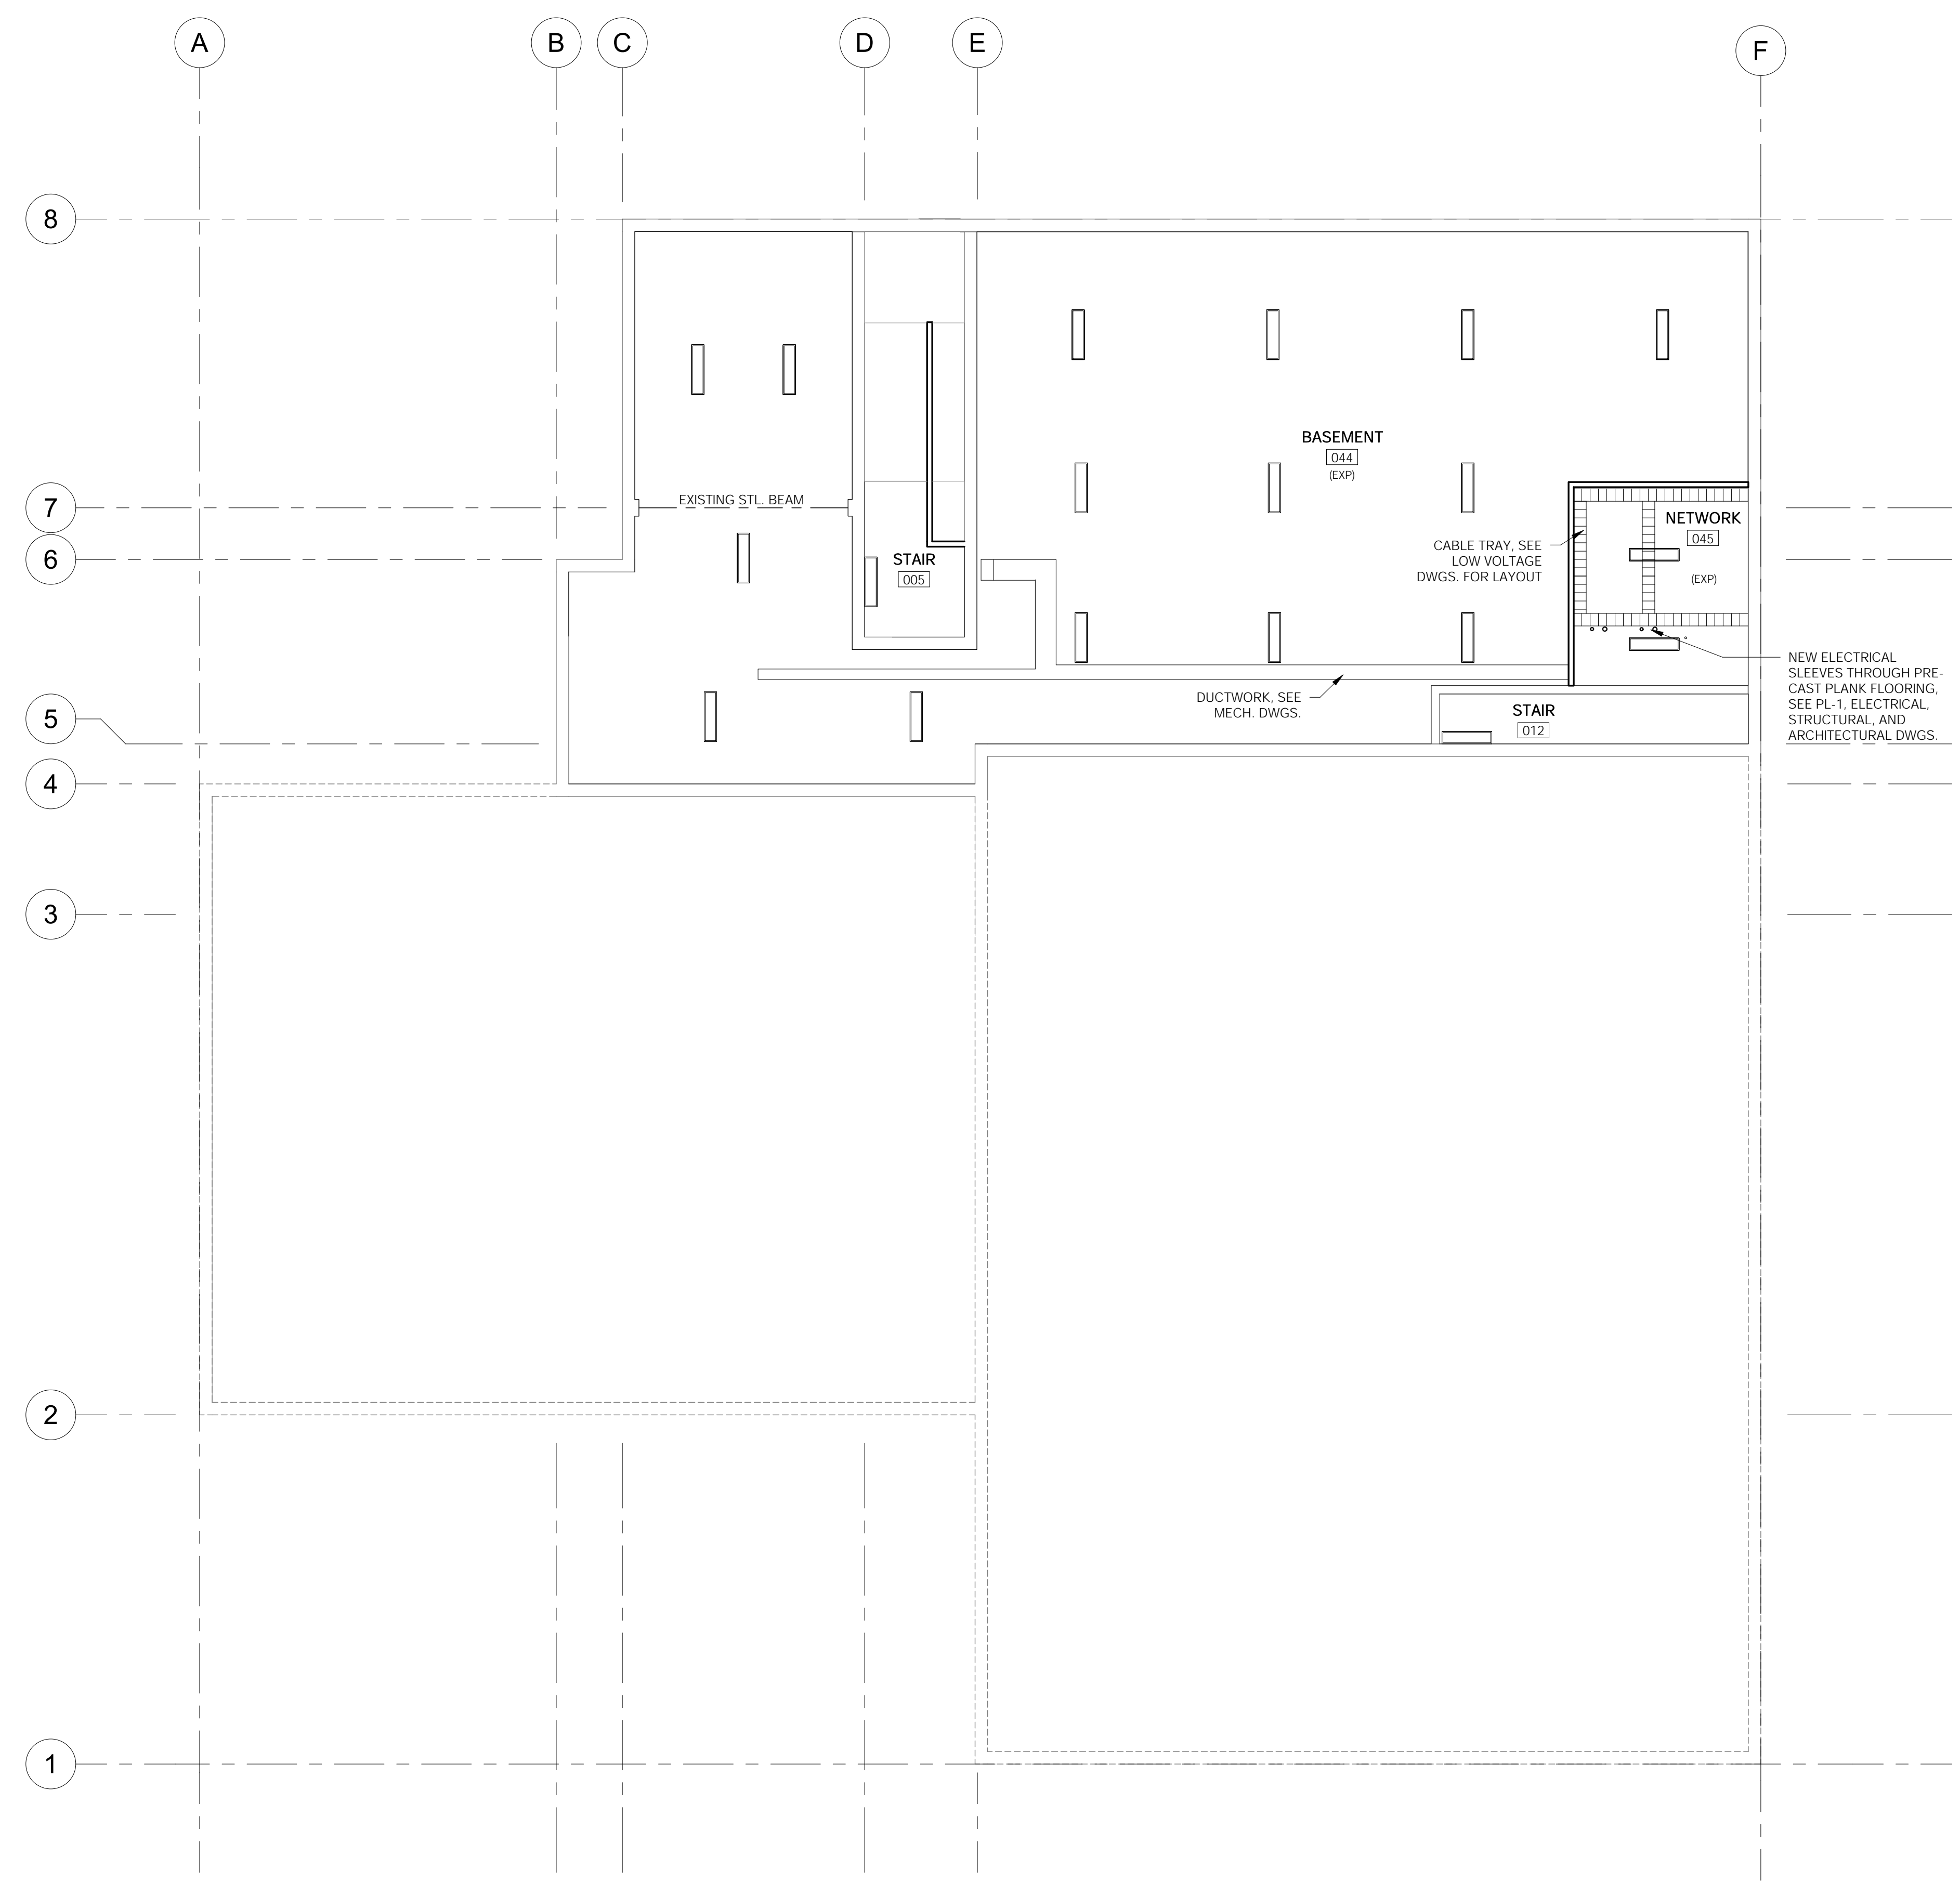 A
B
C
D
E
F
8
7
EXISTING STL. BEAM
6
BASEMENT
044
(EXP)
NETWORK
045
(EXP)
CABLE TRAY, SEE
LOW VOLTAGE
DWGS. FOR LAYOUT
STAIR
005
NEW ELECTRICAL
SLEEVES THROUGH PRE-
CAST PLANK FLOORING,
SEE PL-1, ELECTRICAL,
STRUCTURAL, AND
ARCHITECTURAL DWGS.
DUCTWORK, SEE
MECH. DWGS.
STAIR
012
5
4
3
2
1